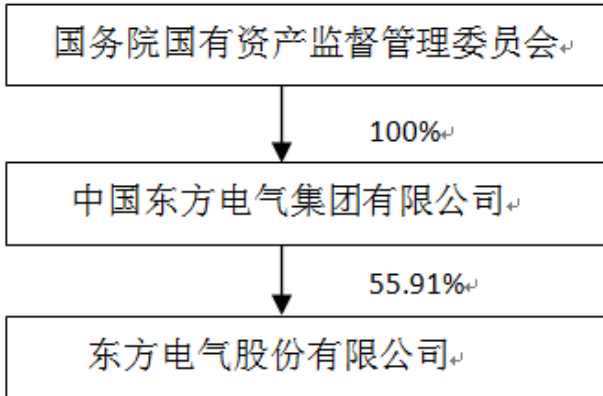 国务院国有资产监督管理委员会
100%
中国东方电气集团有限公司
55.91%
东方电气股份有限公司